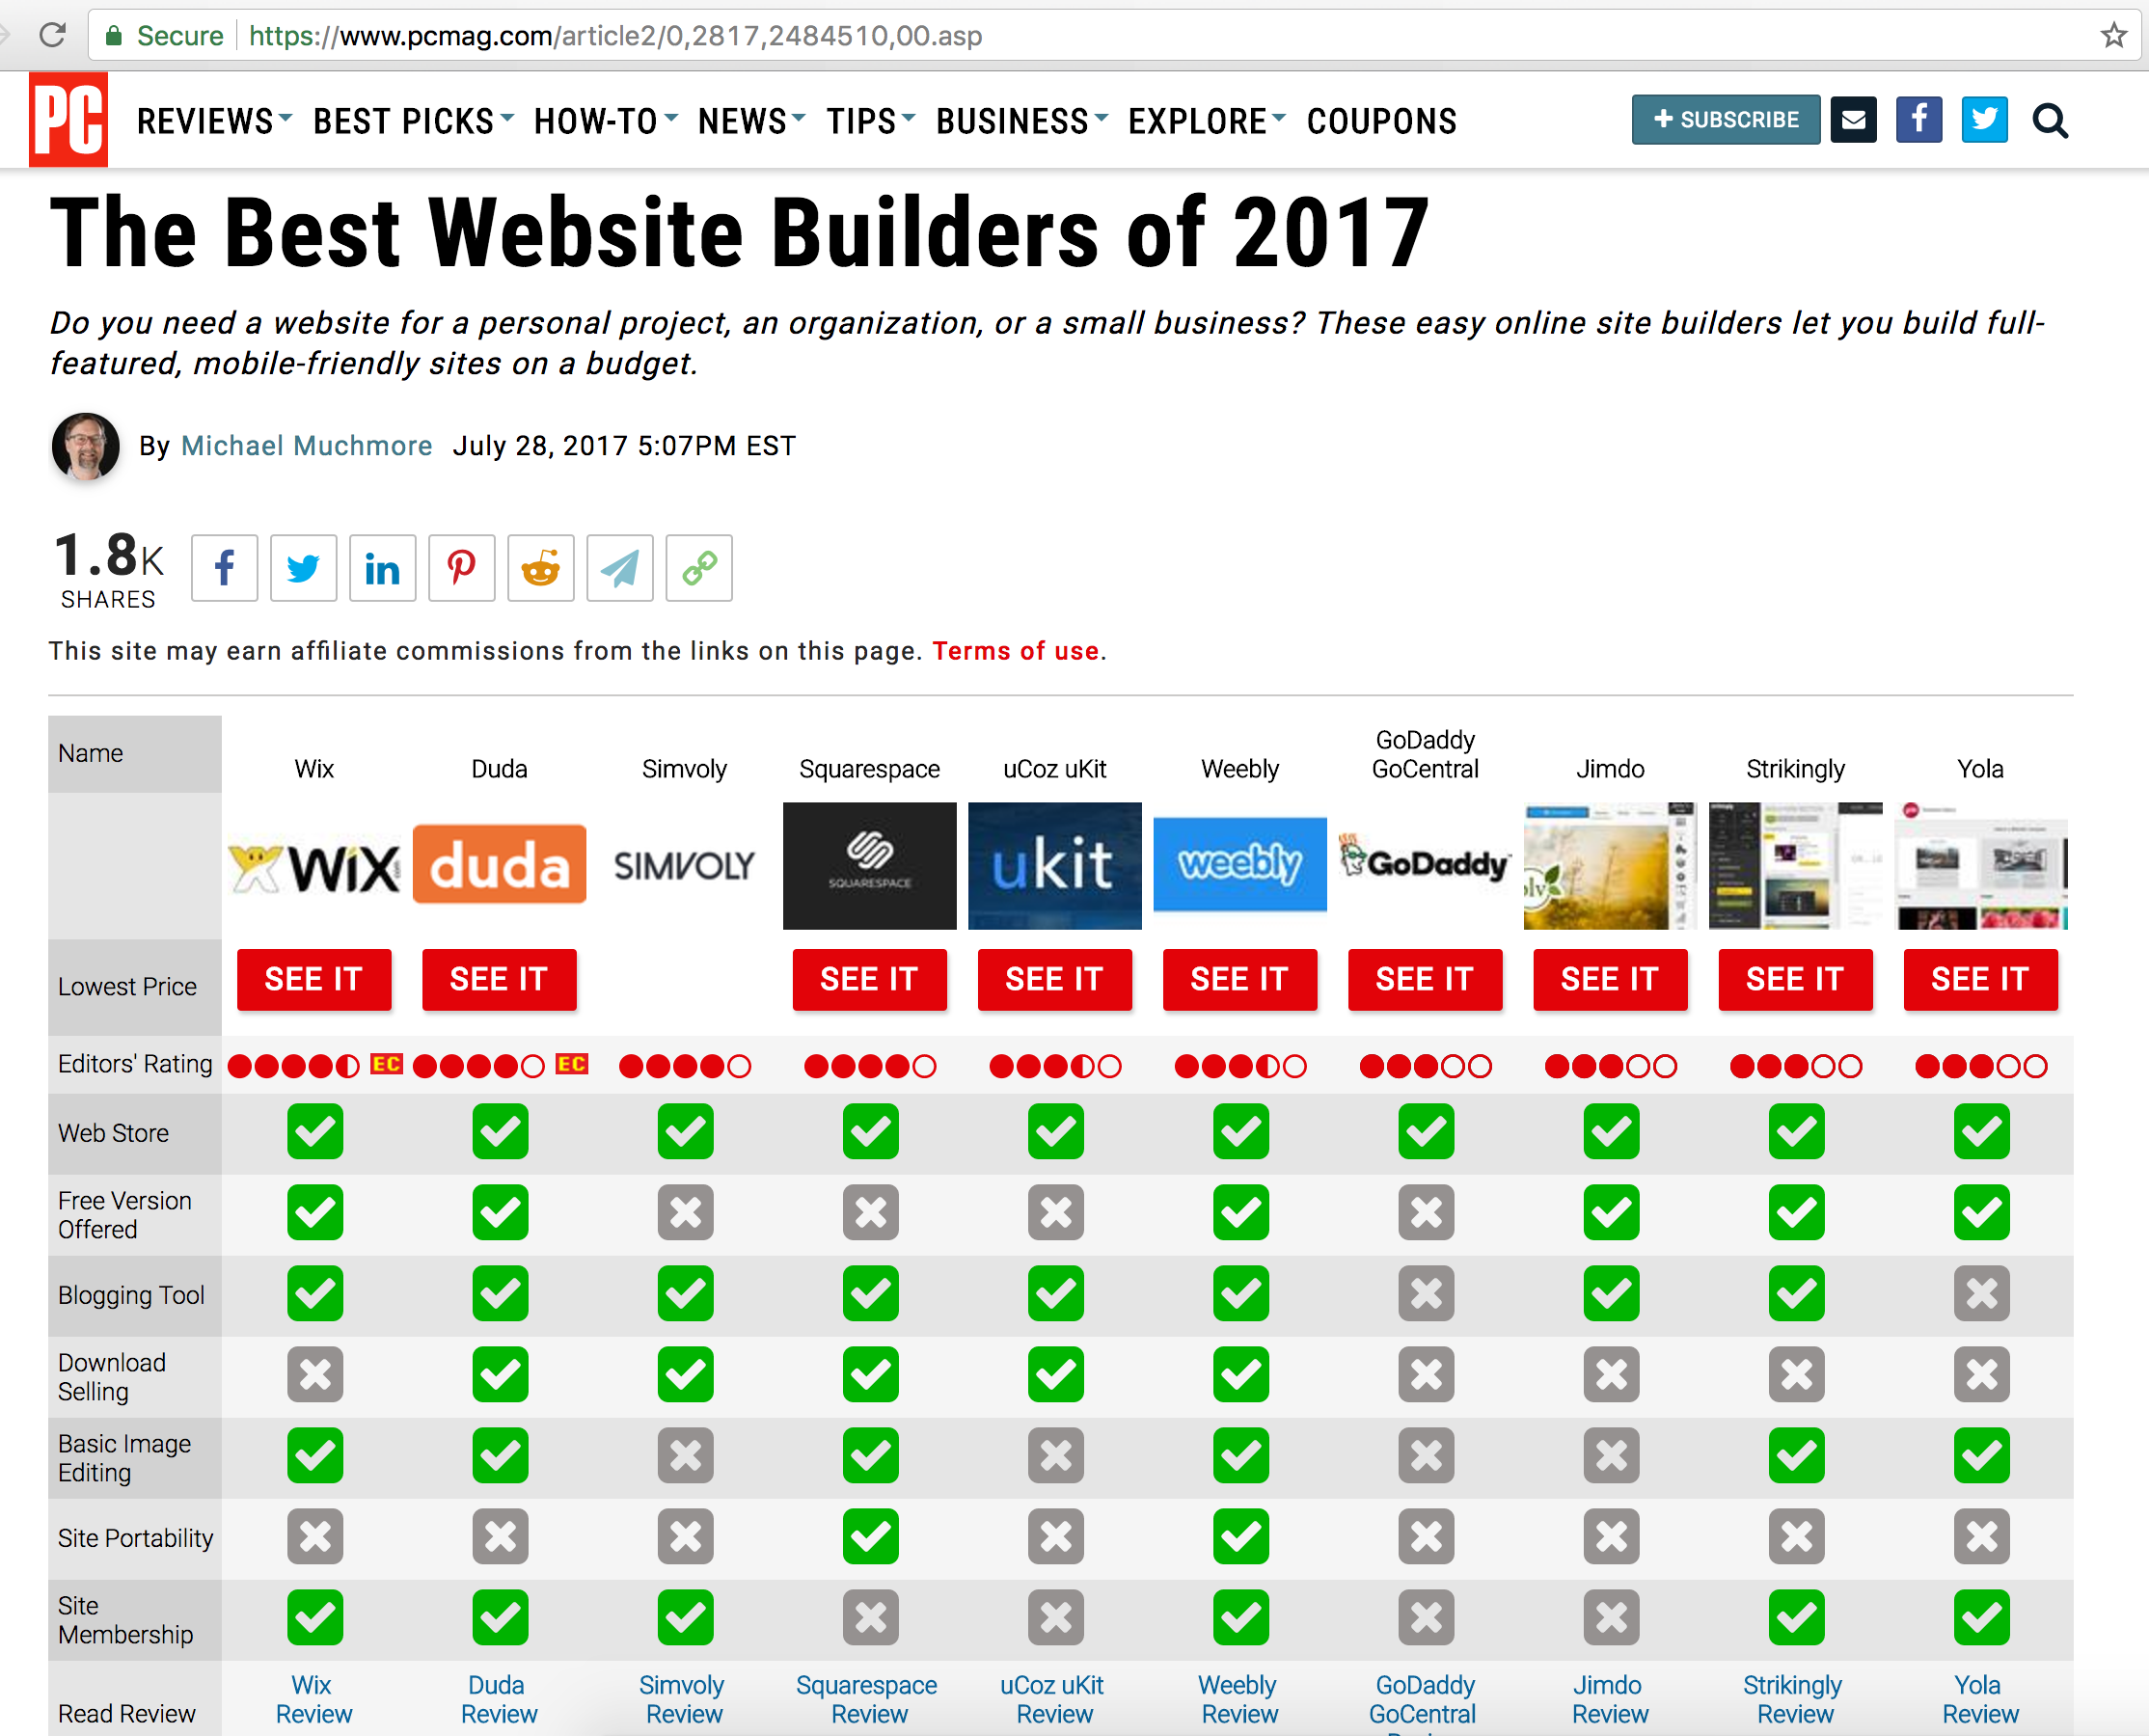 Secure https://www.pcmag.com/article2/0,2817,2484510,00.asp
PC REVIEWS BEST PICKS HOW-TO NEWS TIPS BUSINESS EXPLORE COUPONS + SUBSCRIBE
The Best Website Builders of 2017
Do you need a website for a personal project, an organization, or a small business? These easy online site builders let you build full-
featured, mobile-friendly sites on a budget.
By Michael Muchmore July 28, 2017 5:07PM EST
1.8K
SHARES
This site may earn affiliate commissions from the links on this page. Terms of use.
Name Wix Duda Simvoly Squarespace uCoz uKit Weebly GoDaddy GoCentral Jimdo Strikingly Yola
WiX.com duda SIMVOLY SQUARESPACE ukit weebly GoDaddy
Lowest Price SEE IT SEE IT SEE IT SEE IT SEE IT SEE IT SEE IT SEE IT SEE IT
Editors' Rating EC EC
Web Store
Free Version
Offered
Blogging Tool
Download
Selling
Basic Image
Editing
Site Portability
Site
Membership
Read Review Wix Review Duda Review Simvoly Review Squarespace Review uCoz uKit Review Weebly Review GoDaddy GoCentral Jimdo Review Strikingly Review Yola Review